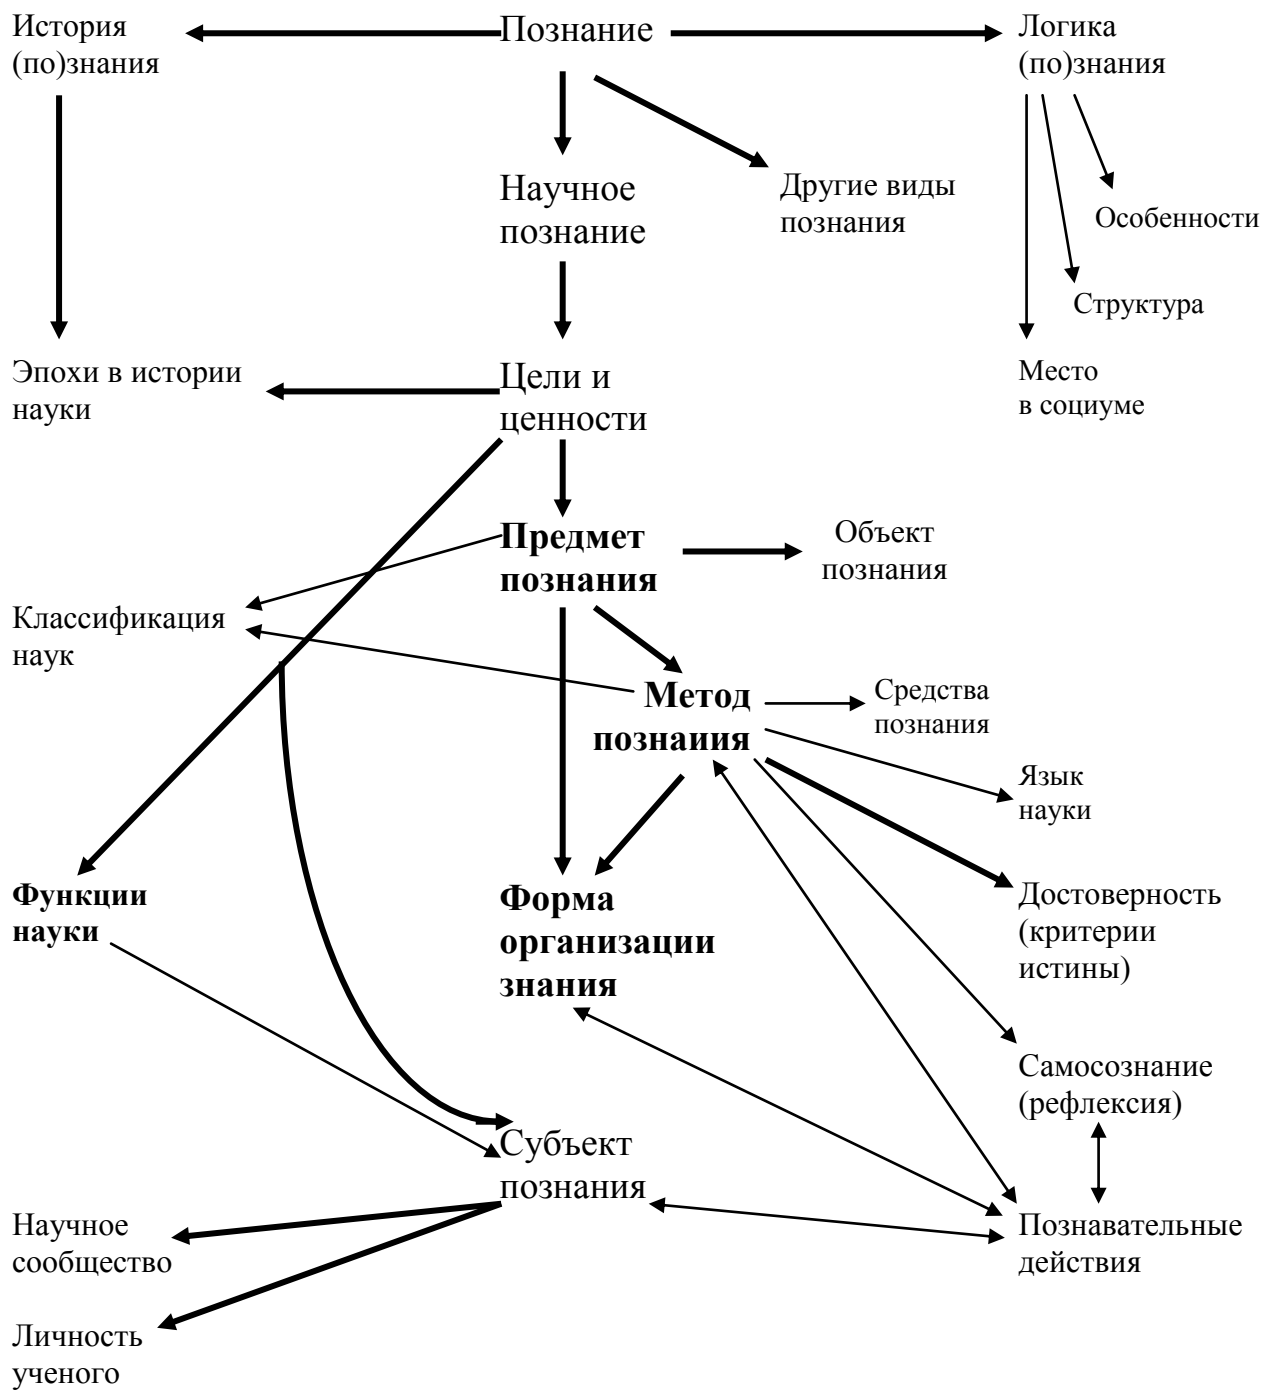 История
(по)знания
Познание
Логика
(по)знания
Научное
познание
Другие виды
познания
Особенности
Структура
Эпохи в истории
науки
Цели и
ценности
Место
в социуме
Предмет
познания
Объект
познания
Классификация
наук
Метод
познаиия
Средства
познания
Язык
науки
Функции
науки
Форма
организации
знания
Достоверность
(критерии
истины)
Самосознание
(рефлексия)
Субъект
познания
Научное
сообщество
Познавательные
действия
Личность
ученого